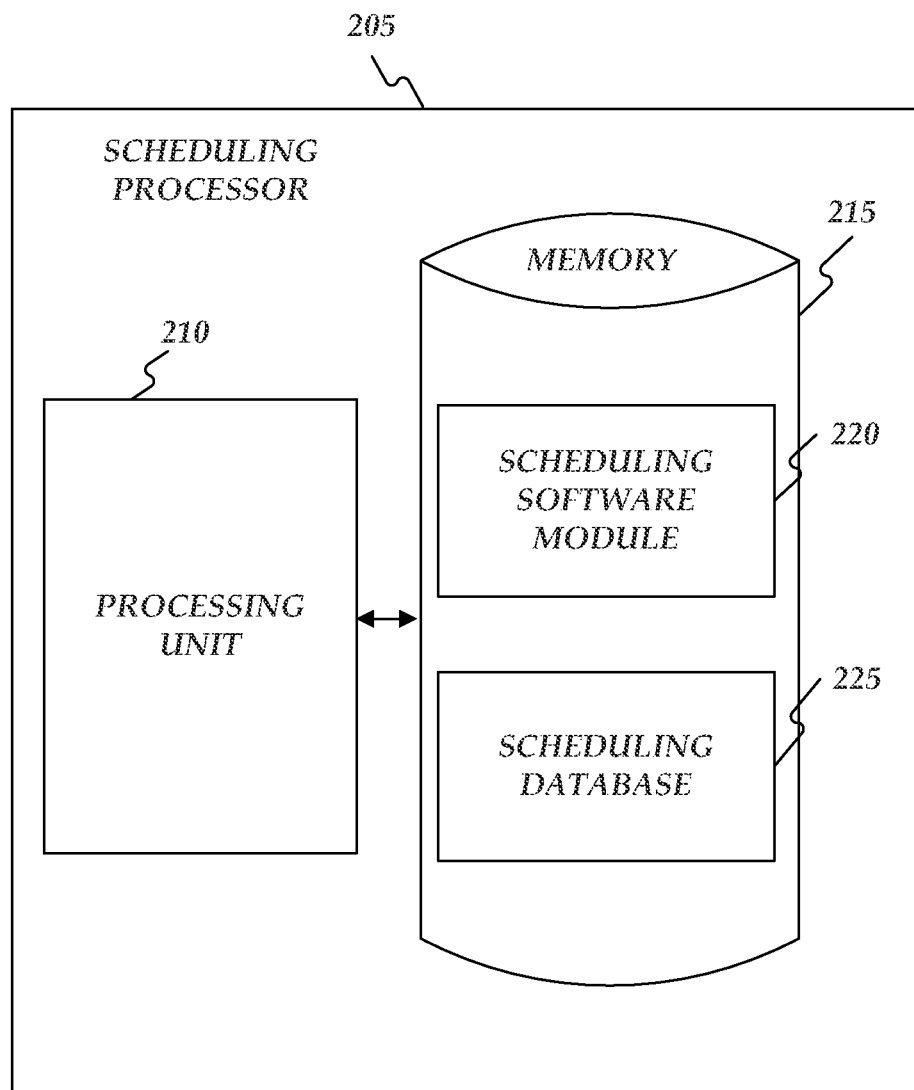 205
SCHEDULING
PROCESSOR
215
MEMORY
210
220
SCHEDULING
SOFTWARE
MODULE
PROCESSING
UNIT
225
SCHEDULING
DATABASE